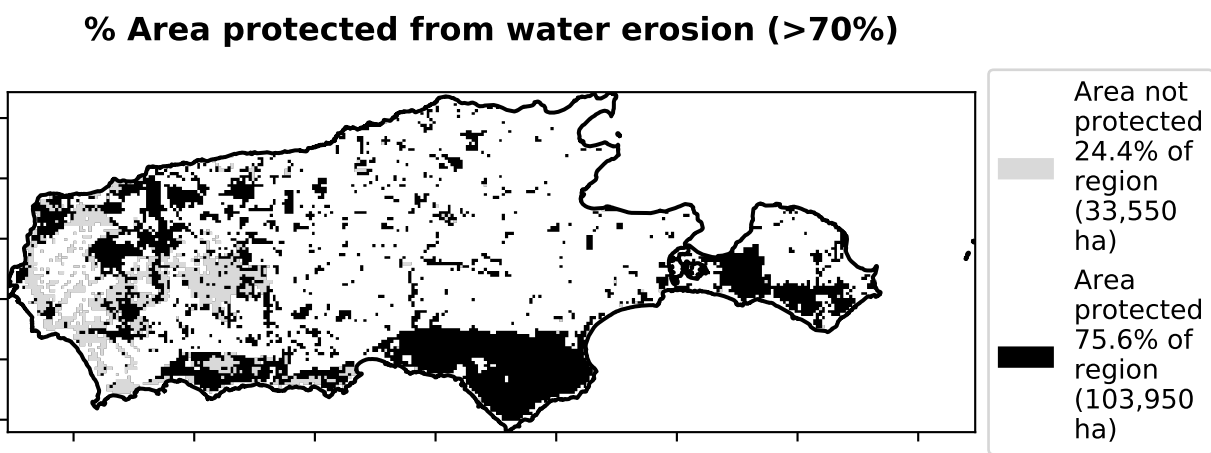 % Area protected from water erosion (>70%)
Area not
protected
24.4% of
region
(33,550
ha)
Area
protected
75.6% of
region
(103,950
ha)